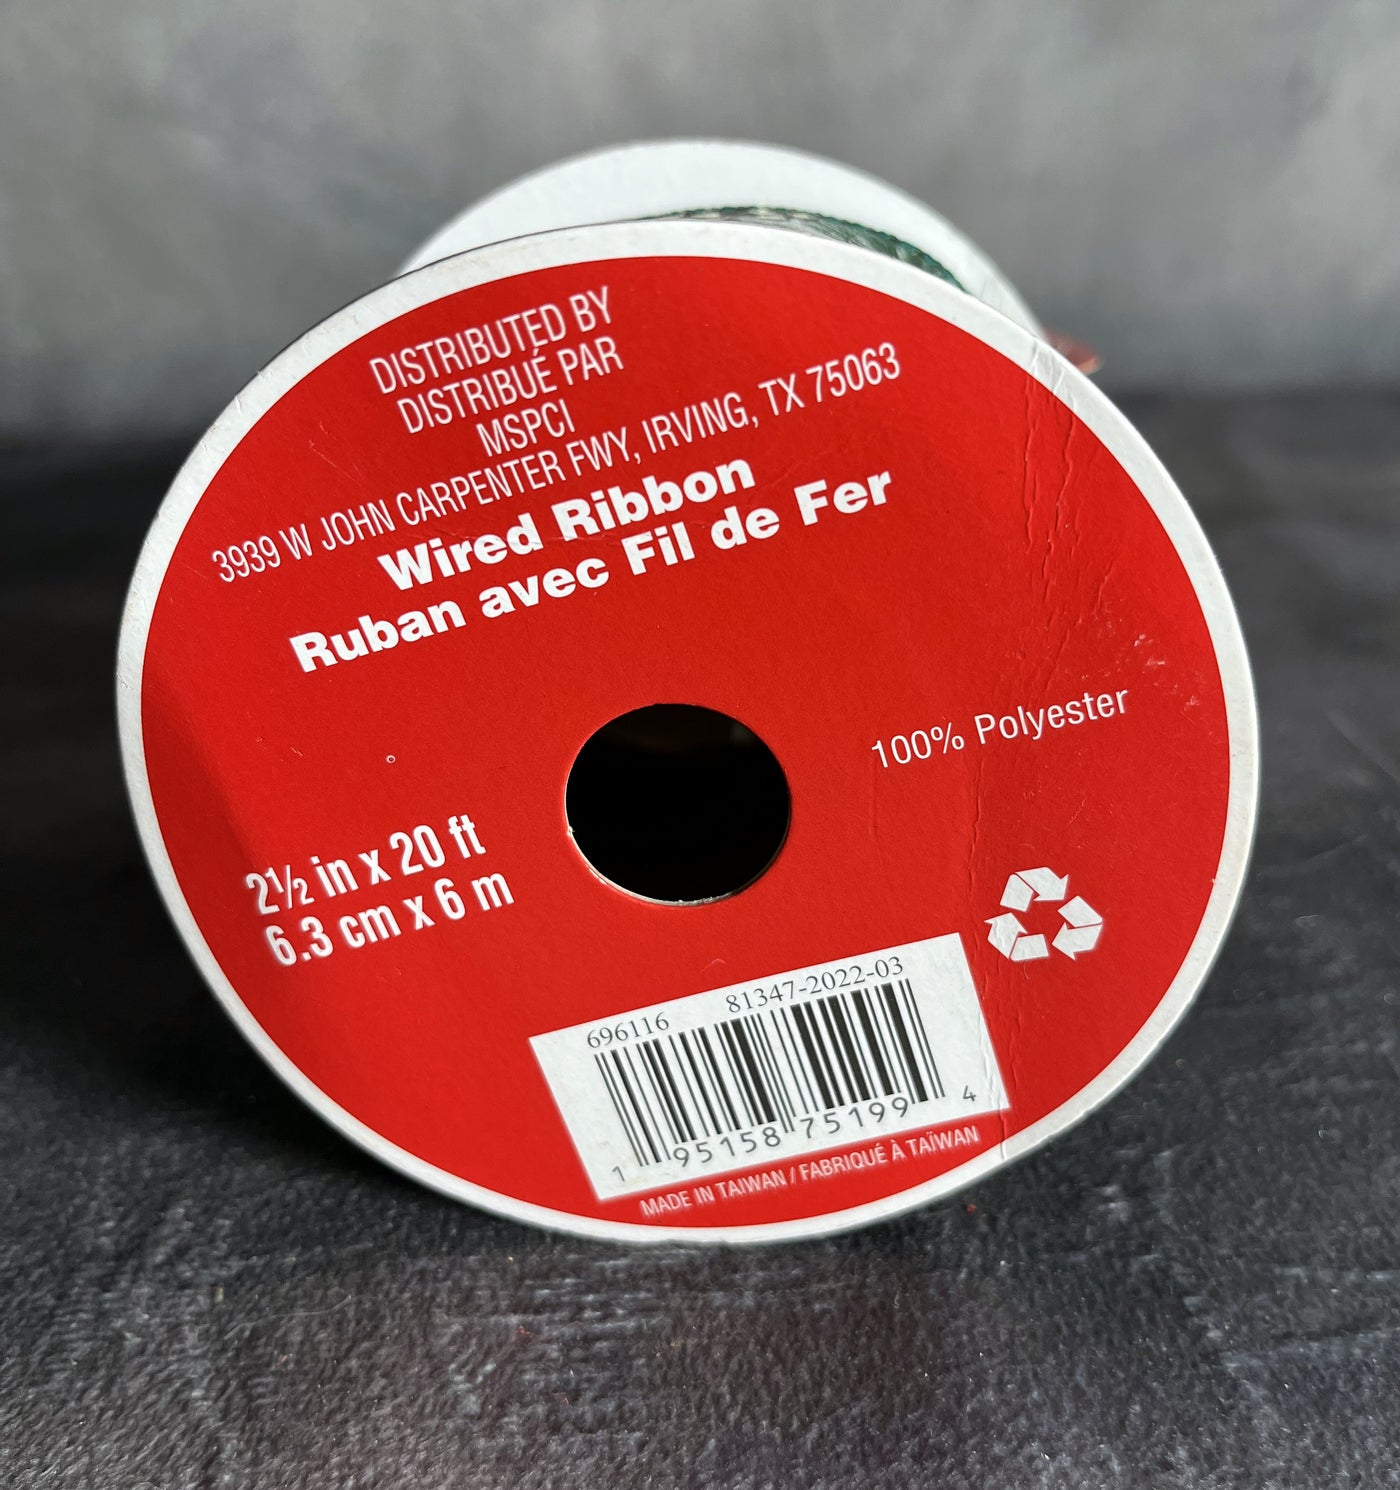 DISTRIBUTED BY
DISTRIBUÉ PAR
MSPCI
3939 W JOHN CARPENTER FWY, IRVING, TX 75063
Wired Ribbon
Ruban avec Fil de Fer
100% Polyester
2½ in x 20 ft
6.3 cm x 6 m
696116 81347-2022-03
1 95158 75199 4
MADE IN TAIWAN / FABRIQUÉ À TAÏWAN